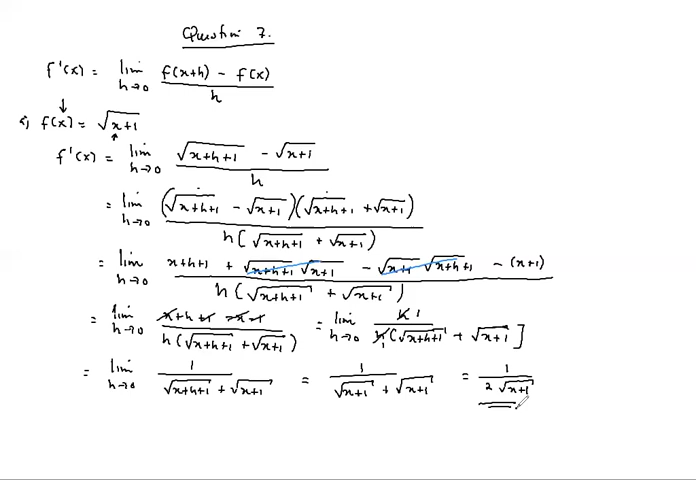 Question 7.
f'(x) = lim h→0 f(x+h) - f(x) / h
i, f(x) = √(x+1)
f'(x) = lim h→0 √(x+h+1) - √(x+1) / h
= lim h→0 (√(x+h+1) - √(x+1))(√(x+h+1) + √(x+1)) / h(√(x+h+1) + √(x+1))
= lim h→0 x+h+1 + √(x+h+1) √(x+1) - √(x+1) √(x+h+1) - (x+1) / h(√(x+h+1) + √(x+1))
= lim h→0 x+h+1 -x-1 / h(√(x+h+1) + √(x+1)) = lim h→0 h 1 / h 1 [√(x+h+1) + √(x+1)]
= lim h→0 1 / √(x+h+1) + √(x+1) = 1 / √(x+1) + √(x+1) = 1 / 2√(x+1)